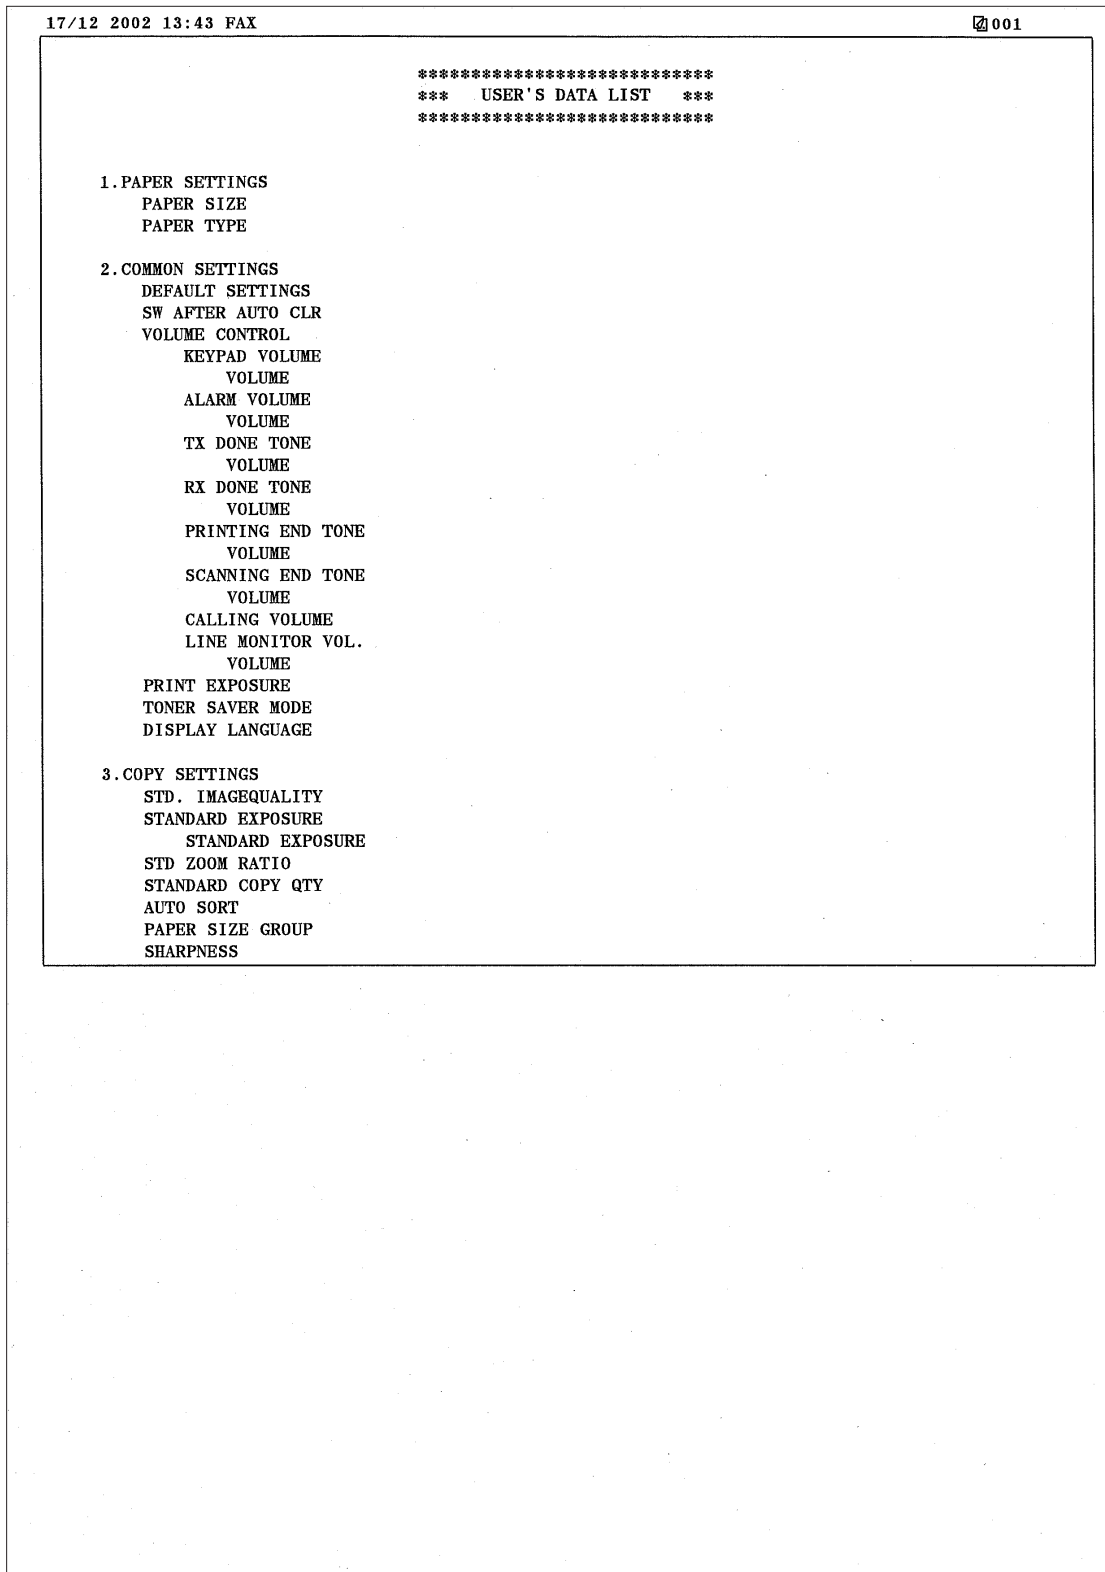 17/12 2002 13:43 FAX 001
****************************
*** USER'S DATA LIST ***
****************************
1.PAPER SETTINGS
PAPER SIZE
PAPER TYPE
2.COMMON SETTINGS
DEFAULT SETTINGS
SW AFTER AUTO CLR
VOLUME CONTROL
KEYPAD VOLUME
VOLUME
ALARM VOLUME
VOLUME
TX DONE TONE
VOLUME
RX DONE TONE
VOLUME
PRINTING END TONE
VOLUME
SCANNING END TONE
VOLUME
CALLING VOLUME
LINE MONITOR VOL.
VOLUME
PRINT EXPOSURE
TONER SAVER MODE
DISPLAY LANGUAGE
3.COPY SETTINGS
STD. IMAGEQUALITY
STANDARD EXPOSURE
STANDARD EXPOSURE
STD ZOOM RATIO
STANDARD COPY QTY
AUTO SORT
PAPER SIZE GROUP
SHARPNESS